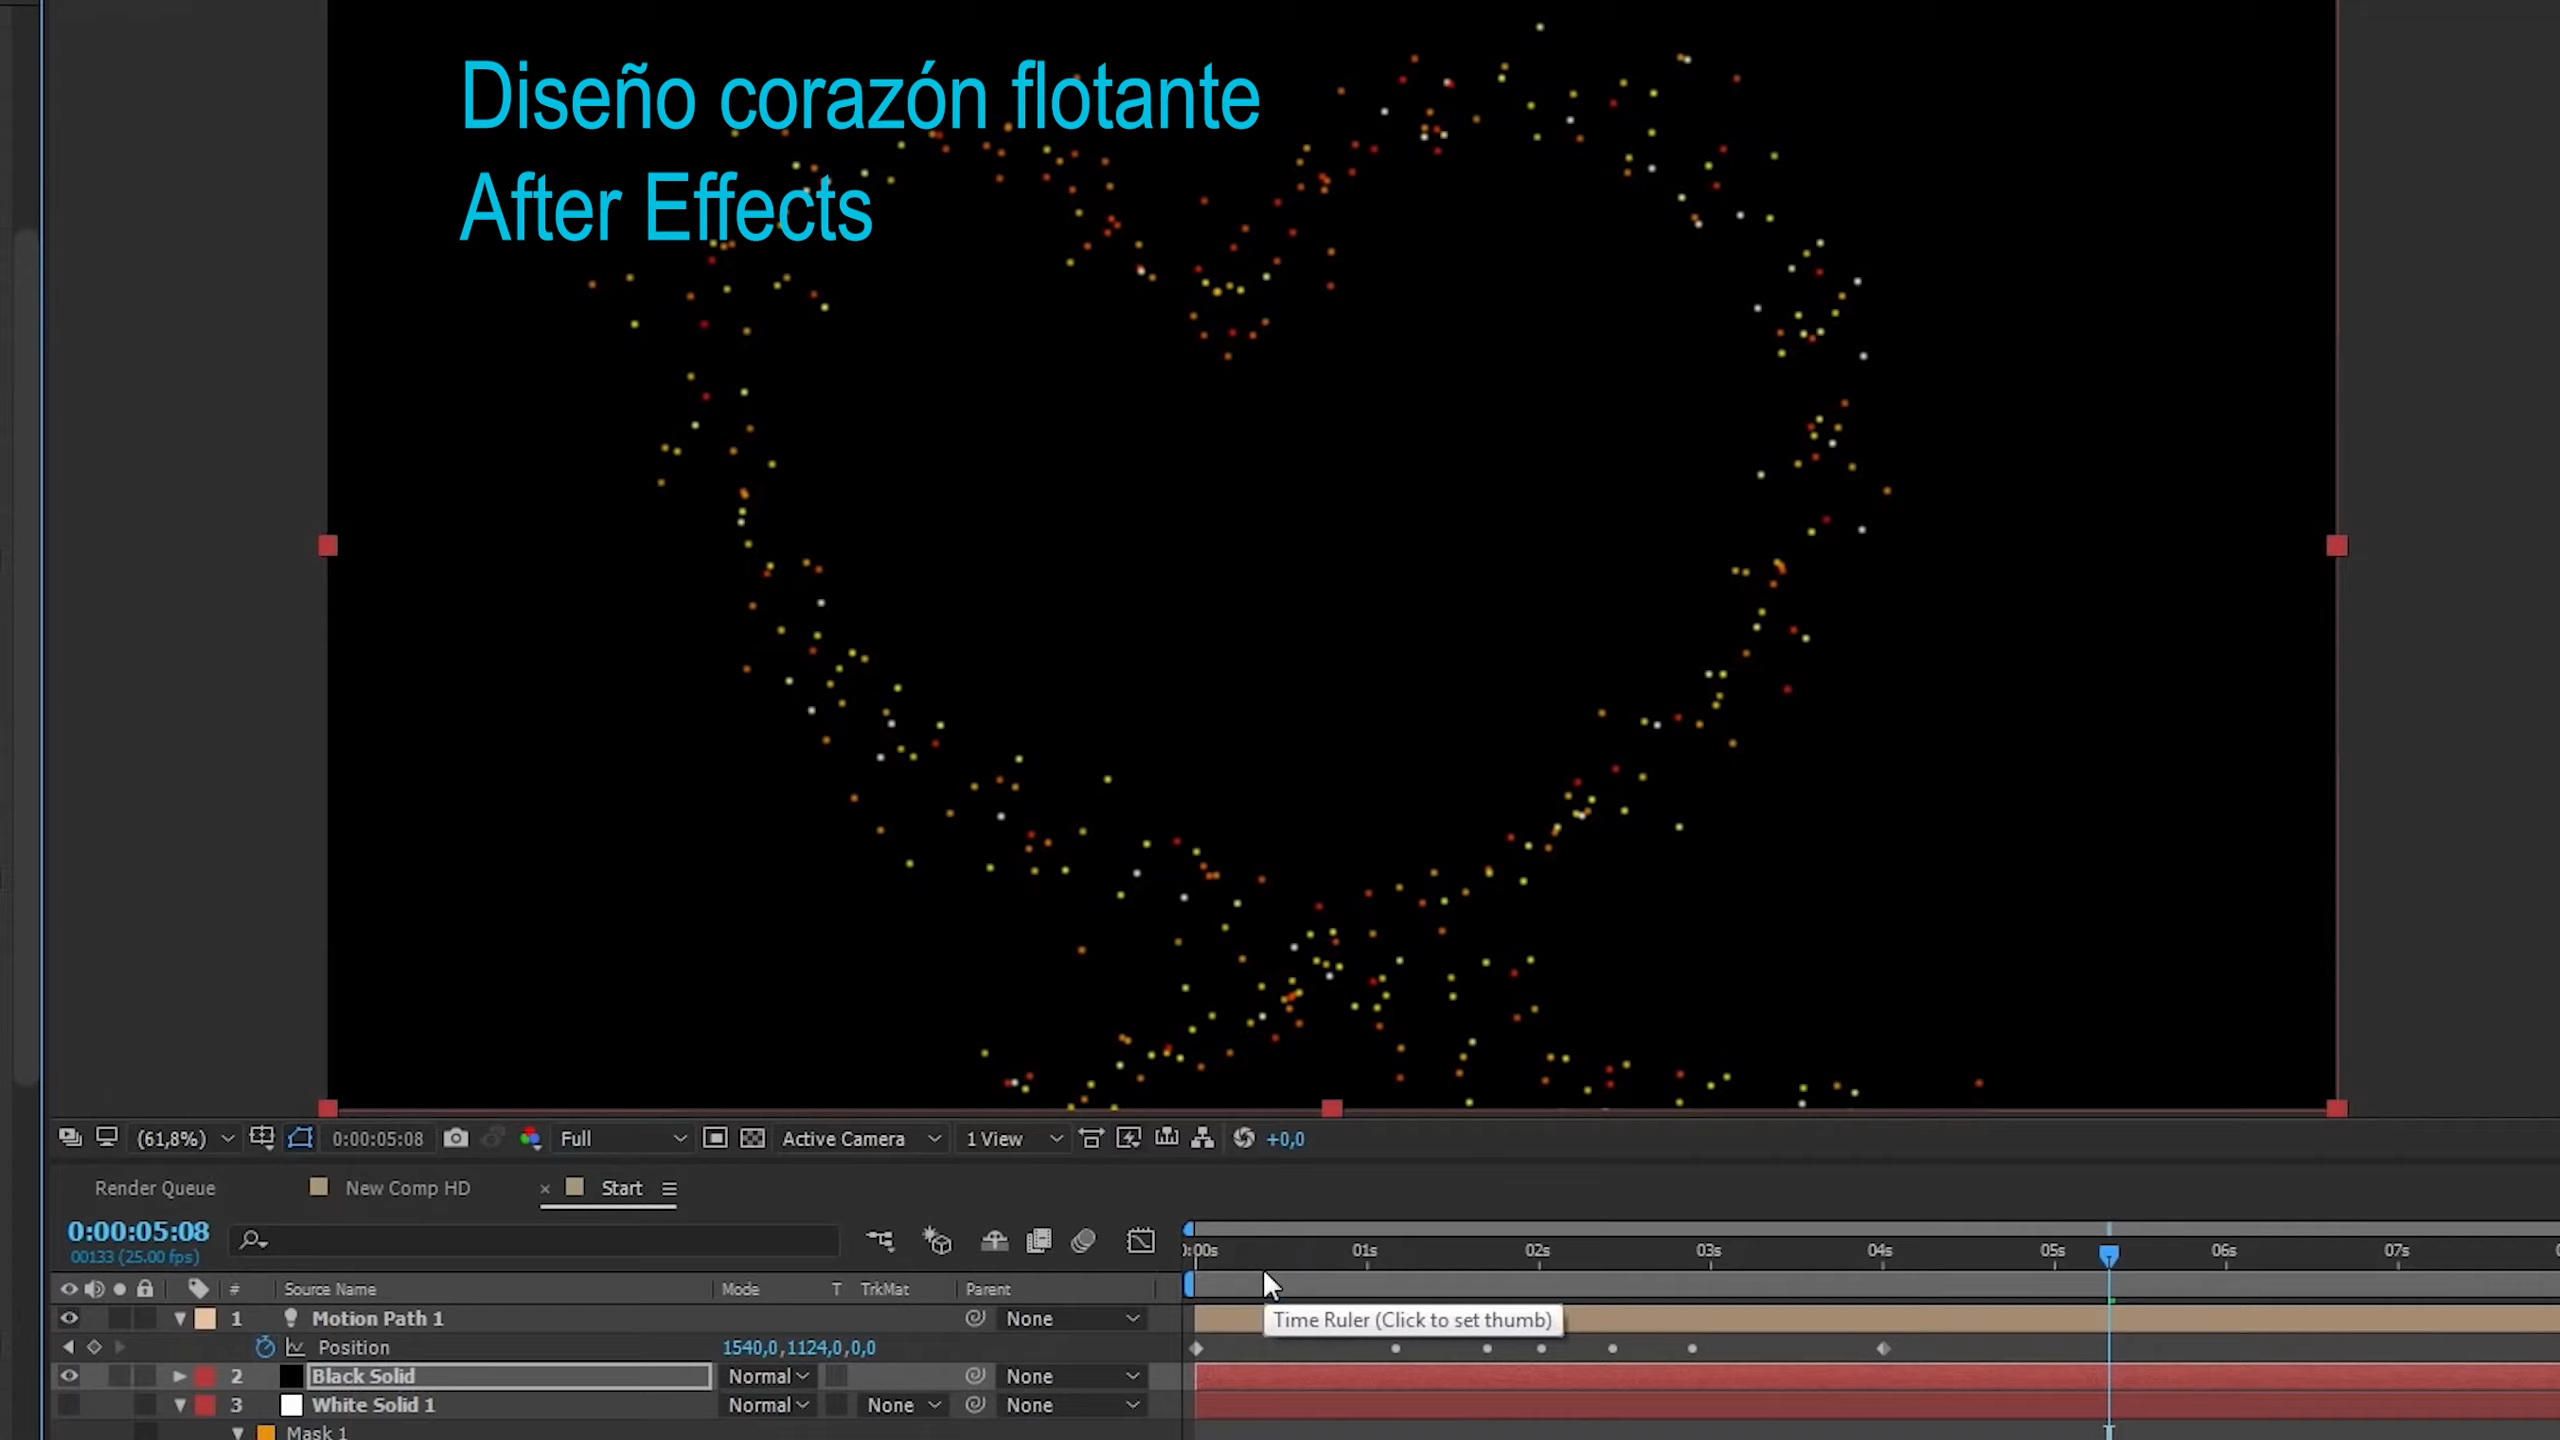 Diseño corazón flotante
After Effects
(61,8%) 0:00:05:08 Full Active Camera 1 View +0,0
Render Queue New Comp HD × Start
0:00:05:08
00133 (25.00 fps)
0:00s 01s 02s 03s 04s 05s 06s 07s
# Source Name Mode T TrkMat Parent
1 Motion Path 1 None
Time Ruler (Click to set thumb)
Position 1540,0,1124,0,0,0
2 Black Solid Normal None
3 White Solid 1 Normal None None
Mask 1